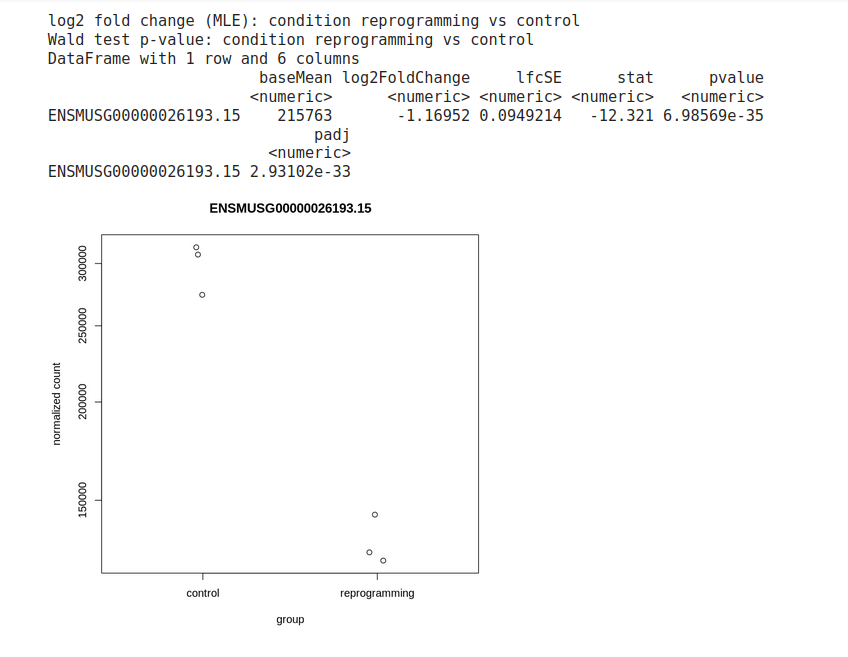 log2 fold change (MLE): condition reprogramming vs control
Wald test p-value: condition reprogramming vs control
DataFrame with 1 row and 6 columns
baseMean log2FoldChange lfcSE stat pvalue
<numeric> <numeric> <numeric> <numeric> <numeric>
ENSMUSG00000026193.15 215763 -1.16952 0.0949214 -12.321 6.98569e-35
padj
<numeric>
ENSMUSG00000026193.15 2.93102e-33
ENSMUSG00000026193.15
300000
250000
200000
150000
normalized count
control reprogramming
group